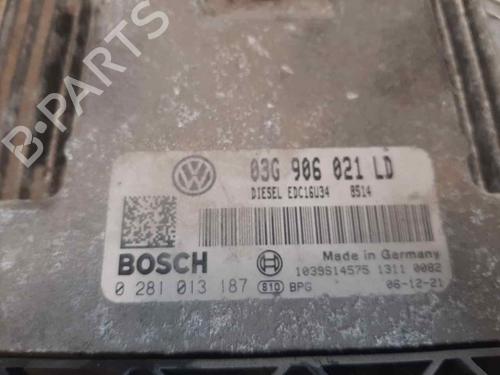 B-PARTS
03G 906 021 LD
DIESEL EDC16U34 8514
BOSCH
Made in Germany
1039S14575 1311 0082
0 281 013 187 810 BPG 06-12-21